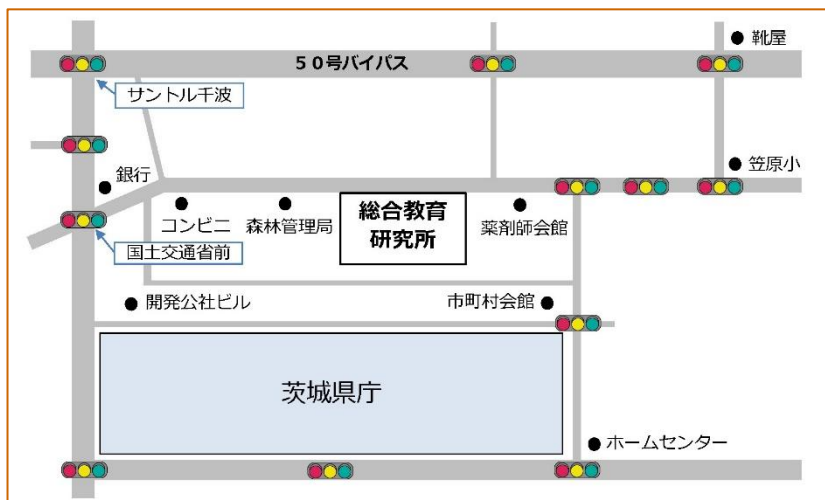 靴屋
５０号バイパス
サントル千波
銀行
笠原小
コンビニ
森林管理局
総合教育
研究所
薬剤師会館
国土交通省前
開発公社ビル
市町村会館
茨城県庁
ホームセンター